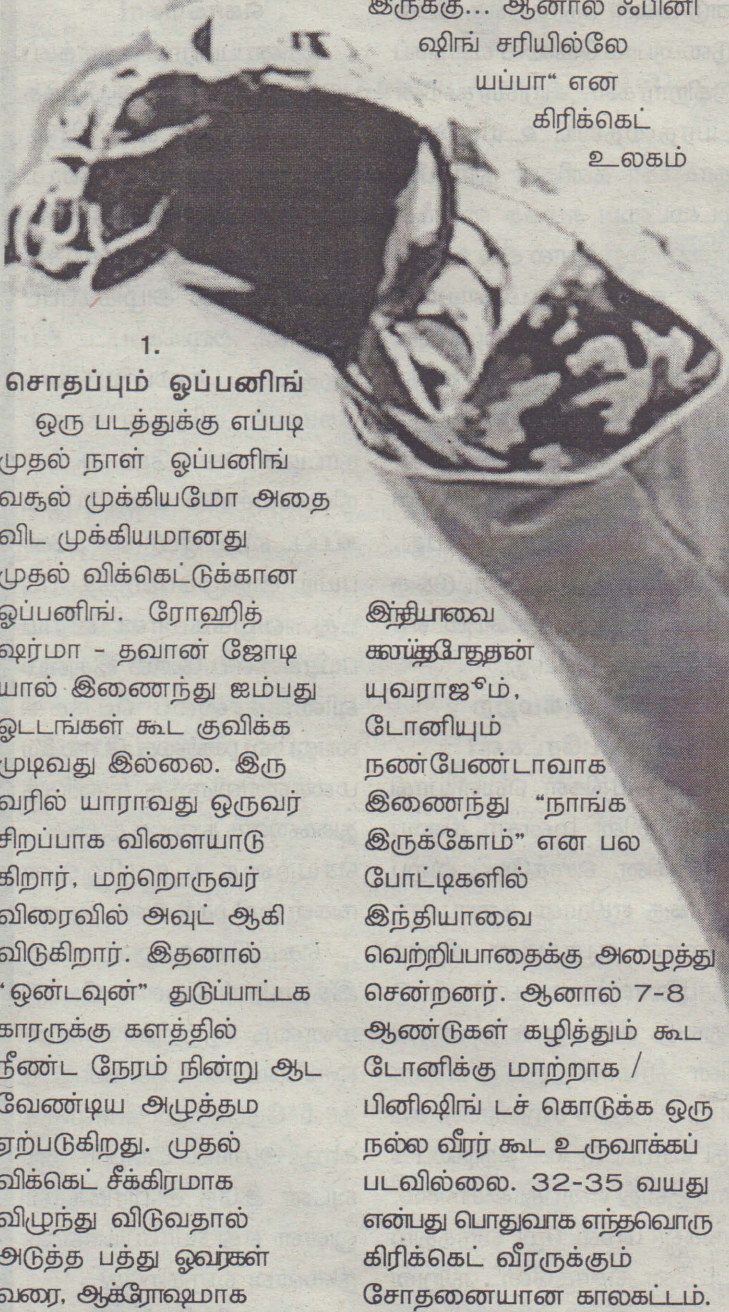 இருக்கு... ஆனால் ஃபினி
ஷிங் சரியில்லே
யப்பா“ என
கிரிக்கெட்
உலகம்
1.
சொதப்பும் ஓப்பனிங்
ஒரு படத்துக்கு எப்படி
முதல் நாள் ஓப்பனிங்
வசூல் முக்கியமோ அதை
விட முக்கியமானது
முதல் விக்கெட்டுக்கான
ஓப்பனிங். ரோஹித்
ஷர்மா - தவான் ஜோடி
யால் இணைந்து ஐம்பது
ஓடடங்கள் கூட குவிக்க
முடிவது இல்லை. இரு
வரில் யாராவது ஒருவர்
சிறப்பாக விளையாடு
கிறார், மற்றொருவர்
விரைவில் அவுட் ஆகி
விடுகிறார். இதனால்
“ஒன்டவுன்” துடுப்பாட்டக
காரருக்கு களத்தில்
நீண்ட நேரம் நின்று ஆட
வேண்டிய அழுத்தம
ஏற்படுகிறது. முதல்
விக்கெட் சீக்கிரமாக
விழுந்து விடுவதால்
அடுத்த பத்து ஓவர்கள்
வரை, ஆக்ரோஷமாக
இந்தியாவை
யுவராஜூம்,
டோனியும்
நண்பேண்டாவாக
இணைந்து “நாங்க
இருக்கோம்” என பல
போட்டிகளில்
இந்தியாவை
வெற்றிப்பாதைக்கு அழைத்து
சென்றனர். ஆனால் 7-8
ஆண்டுகள் கழித்தும் கூட
டோனிக்கு மாற்றாக /
பினிஷிங் டச் கொடுக்க ஒரு
நல்ல வீரர் கூட உருவாக்கப்
படவில்லை. 32-35 வயது
என்பது பொதுவாக எந்தவொரு
கிரிக்கெட் வீரருக்கும்
சோதனையான காலகட்டம்.